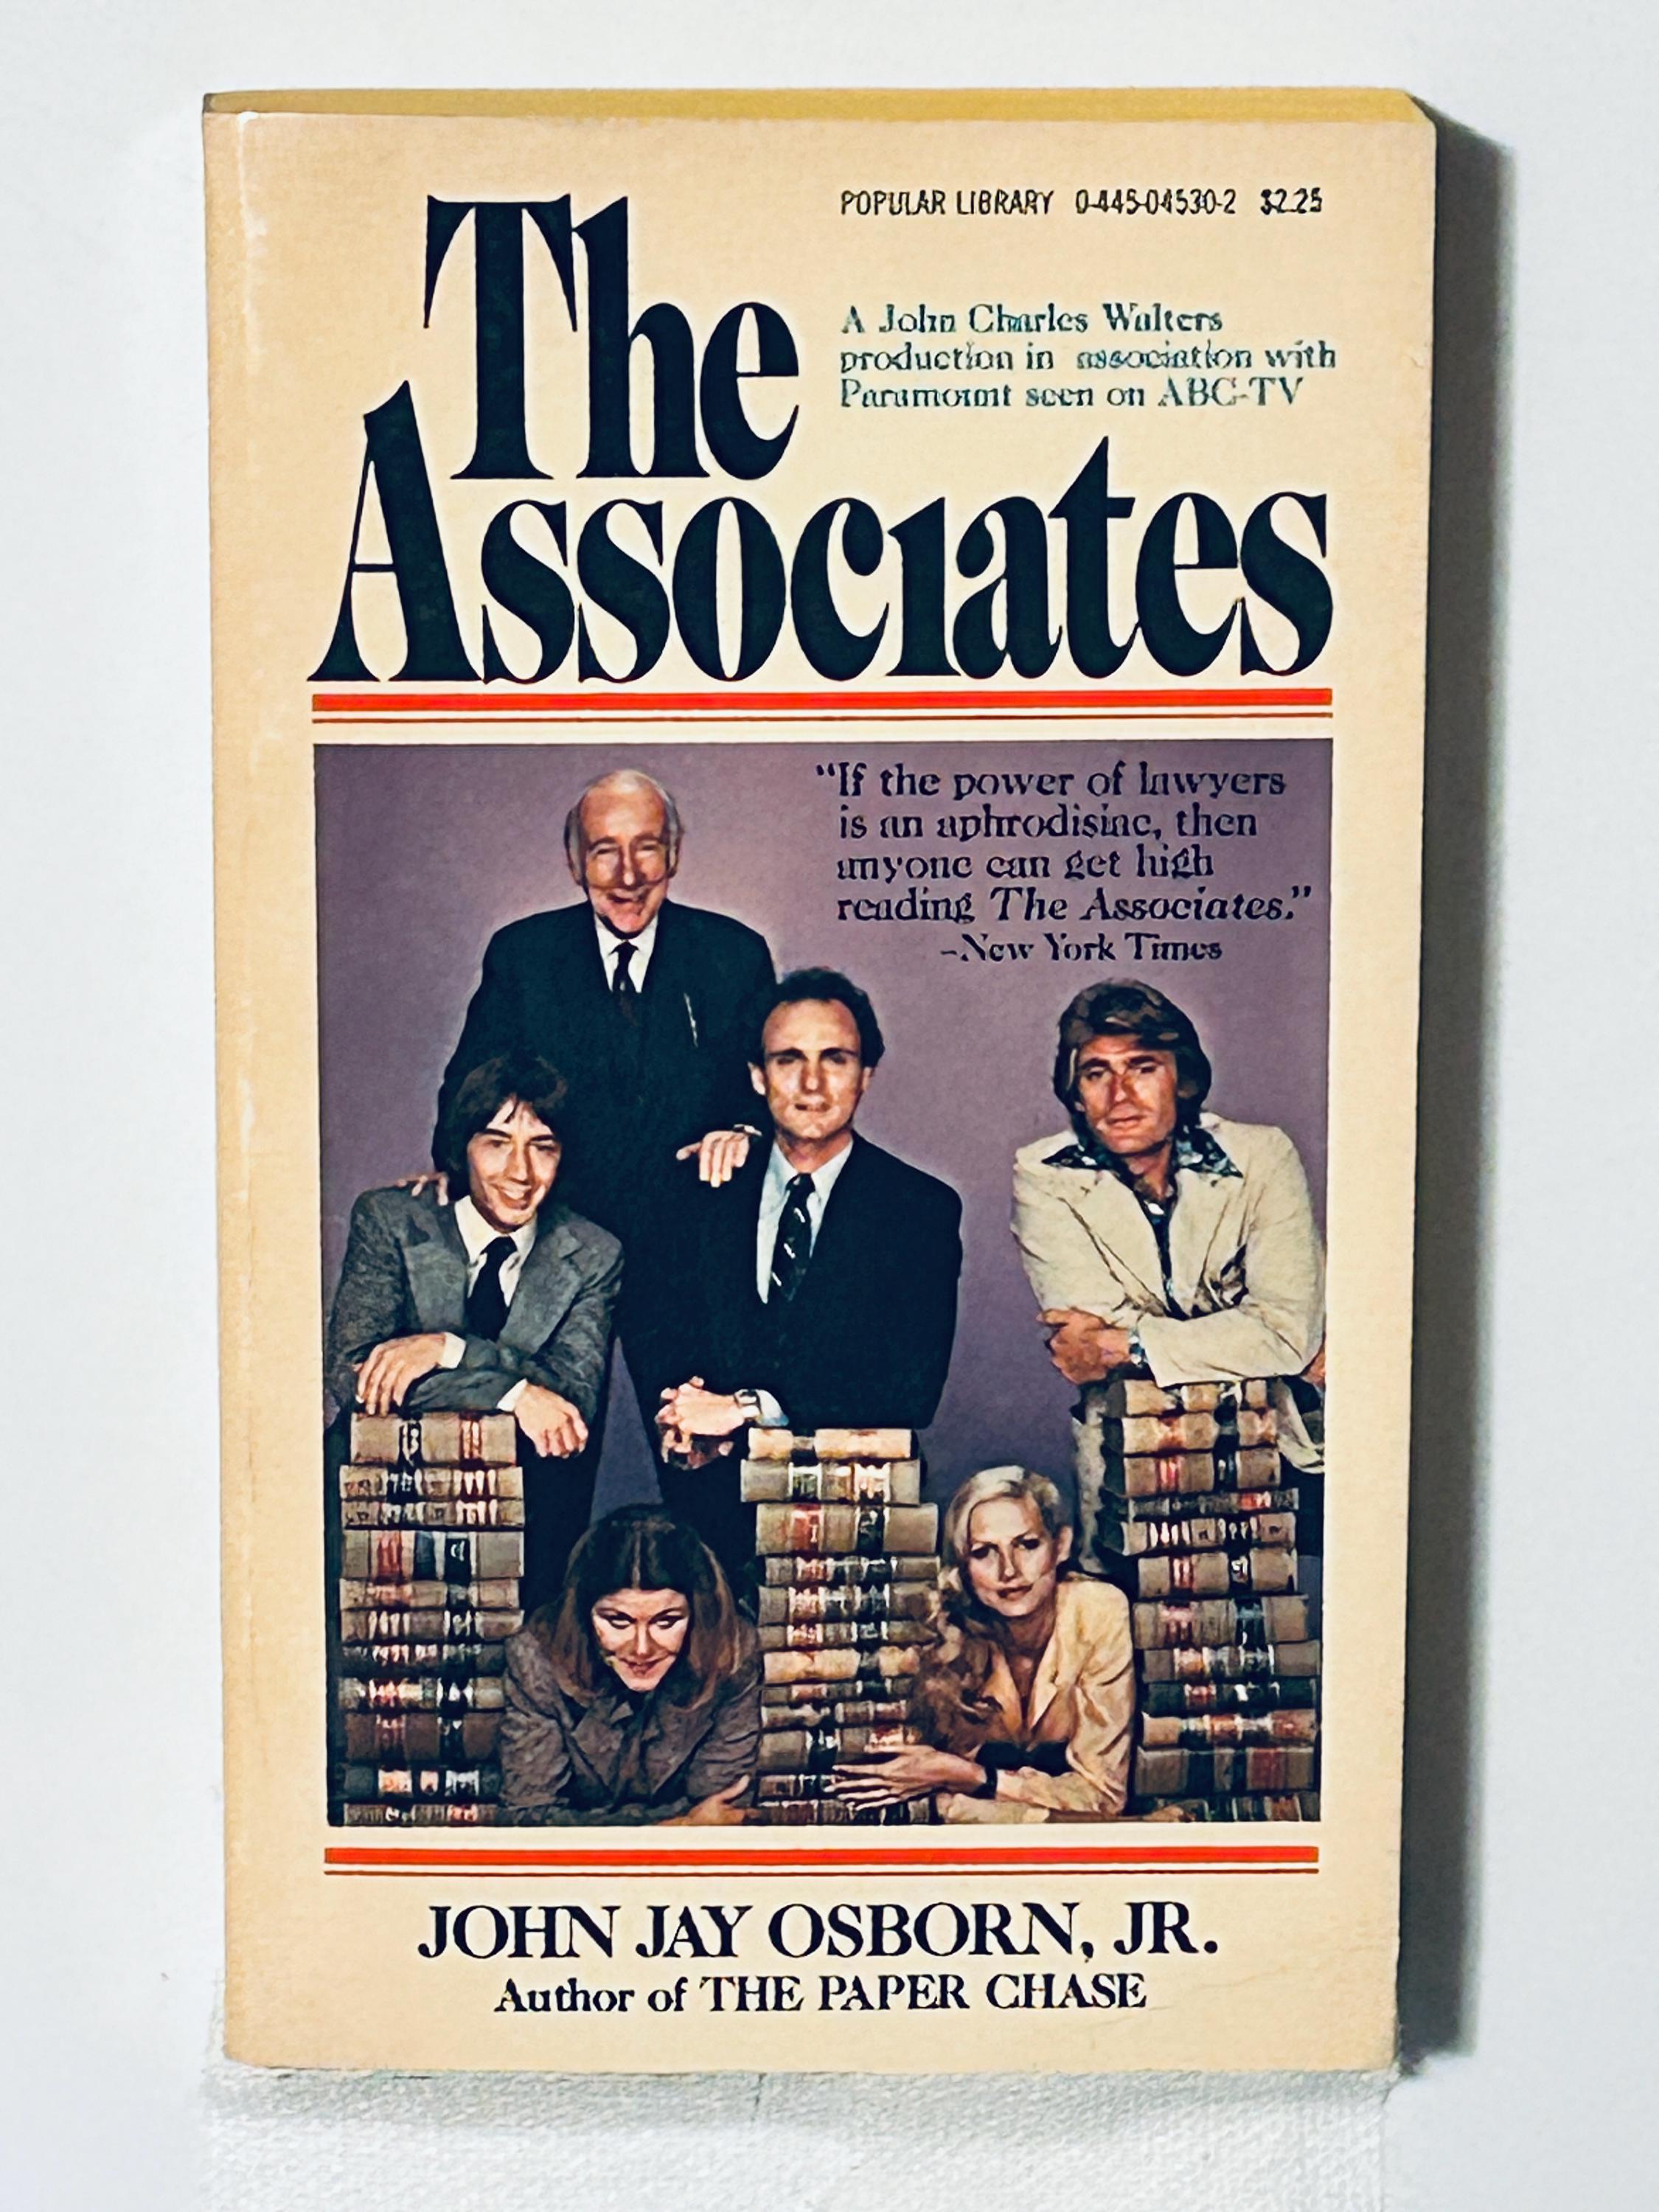 POPULAR LIBRARY 0-445-04530-2 $2.25
The
A John Charles Walters
production in association with
Paramount seen on ABC-TV
Associates
"If the power of lawyers
is an aphrodisiac, then
anyone can get high
reading The Associates."
-New York Times
JOHN JAY OSBORN, JR.
Author of THE PAPER CHASE